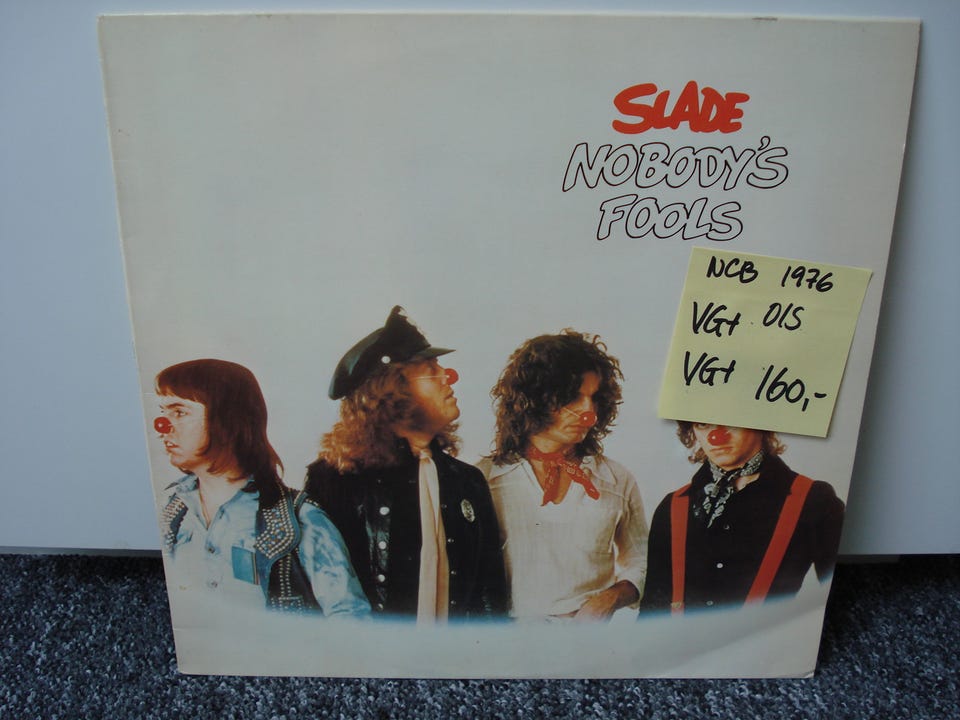 SLADE
NOBODY'S
FOOLS
NCB 1976
VG+ OIS
VG+ 160,-